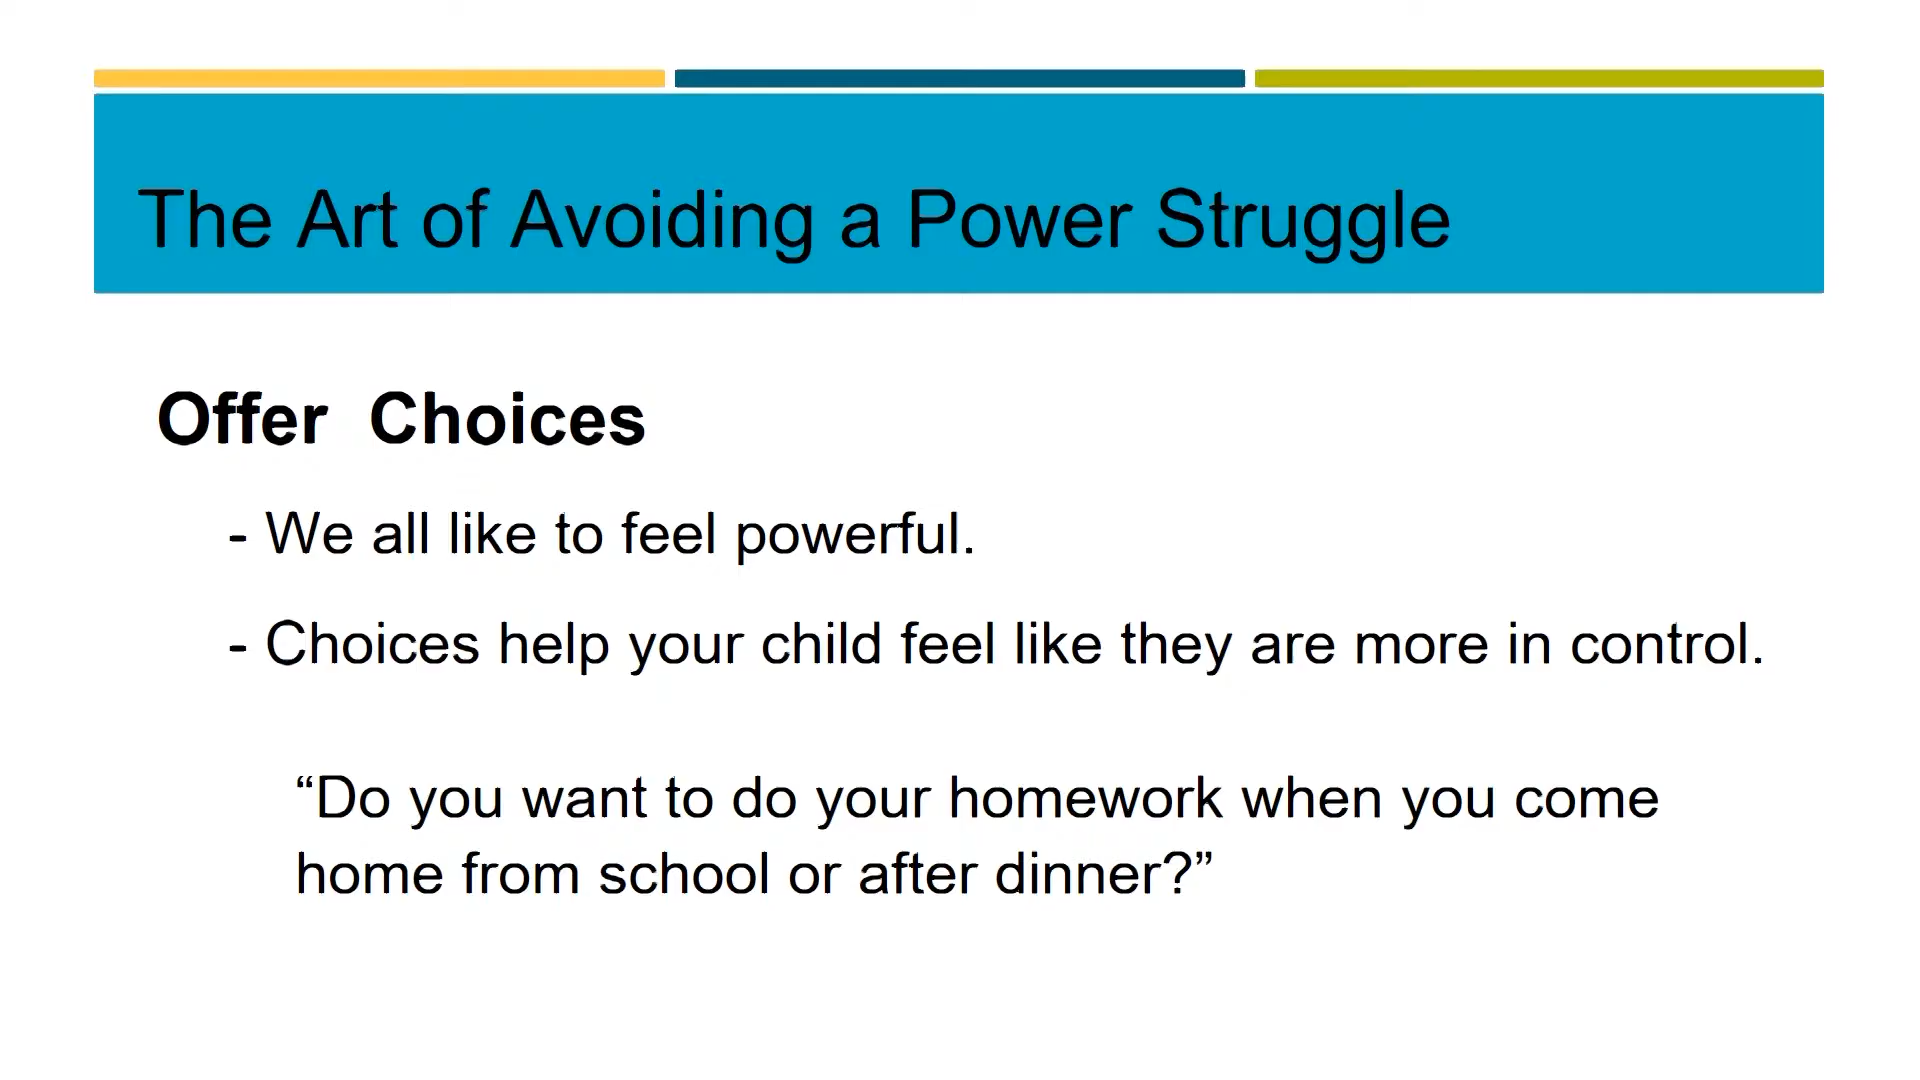 The Art of Avoiding a Power Struggle
Offer  Choices
- We all like to feel powerful.
- Choices help your child feel like they are more in control.
“Do you want to do your homework when you come
home from school or after dinner?”